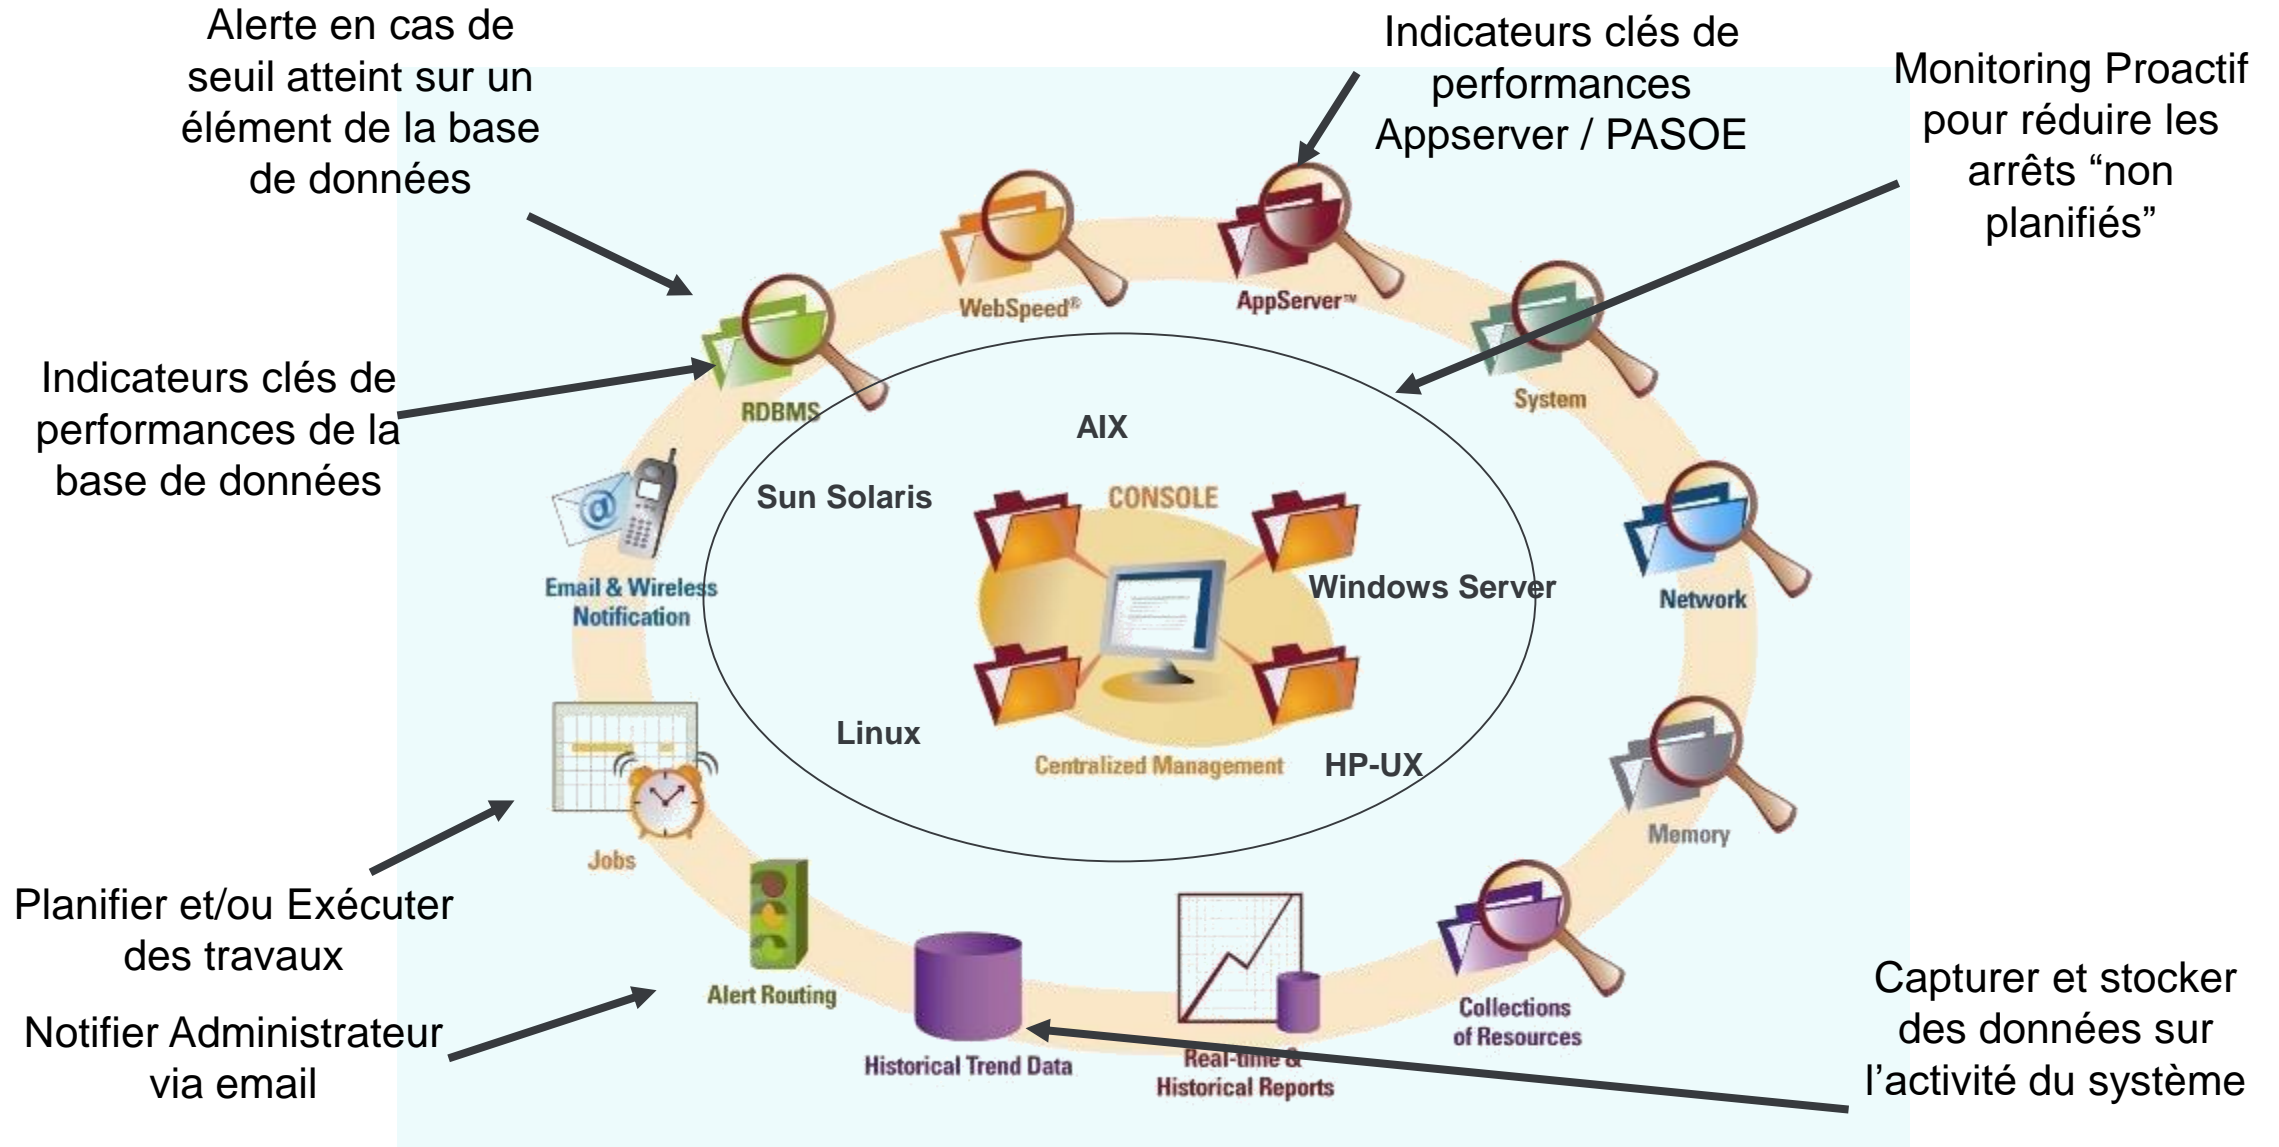 Alerte en cas de
seuil atteint sur un
élément de la base
de données
Indicateurs clés de
performances
Appserver / PASOE
Monitoring Proactif
pour réduire les
arrêts “non
planifiés”
WebSpeed®
AppServer™
System
Indicateurs clés de
performances de la
base de données
RDBMS
AIX
Sun Solaris
CONSOLE
Windows Server
Network
@
Email & Wireless
Notification
Linux
Centralized Management
HP-UX
Memory
Jobs
Planifier et/ou Exécuter
des travaux
Alert Routing
Notifier Administrateur
via email
Historical Trend Data
Real-time &
Historical Reports
Collections
of Resources
Capturer et stocker
des données sur
l’activité du système